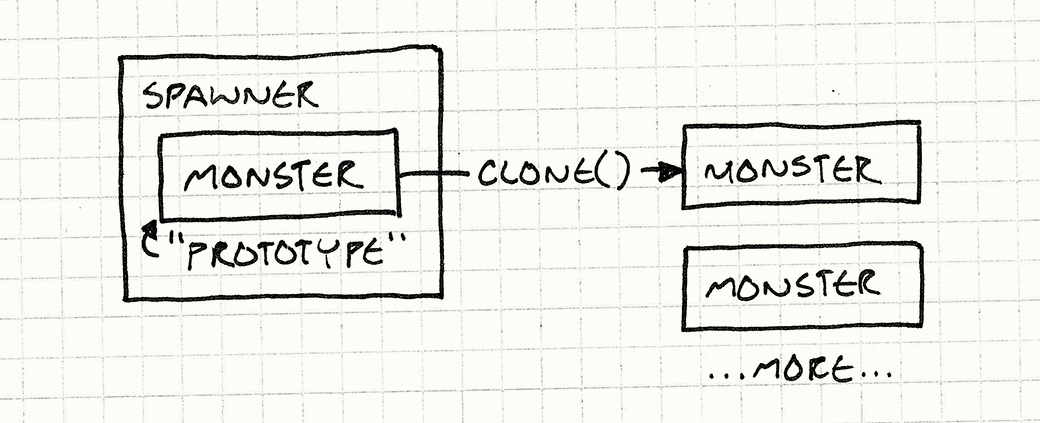 SPAWNER
MONSTER
"PROTOTYPE"
CLONE()
MONSTER
MONSTER
...MORE...